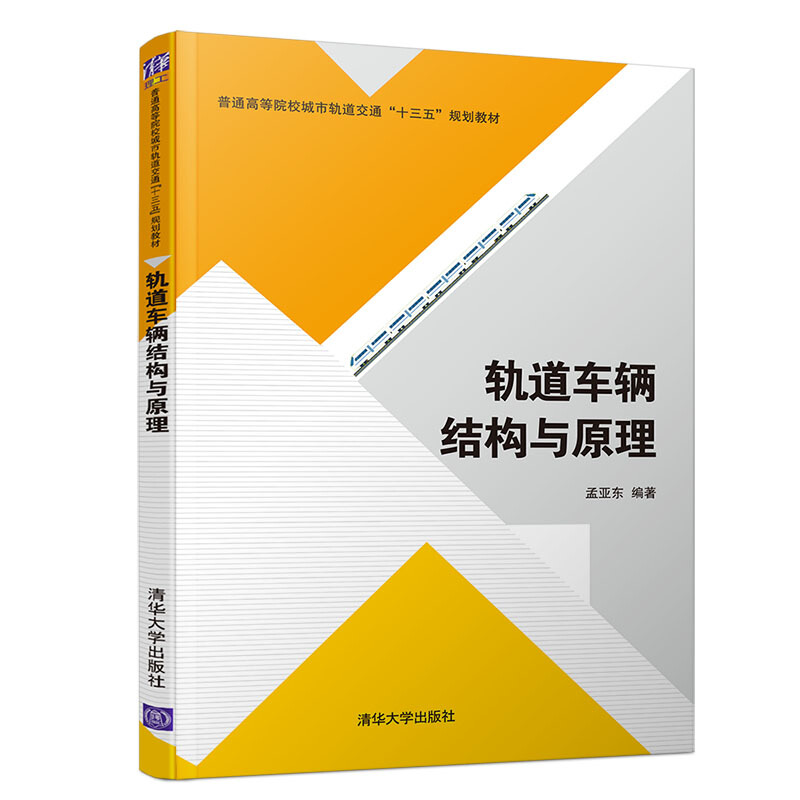 普通高等院校城市轨道交通“十三五”规划教材
轨道车辆
结构与原理
孟亚东 编著
清华大学出版社
理工
普通高等院校城市轨道交通“十三五”规划教材
轨道车辆结构与原理
清华大学出版社